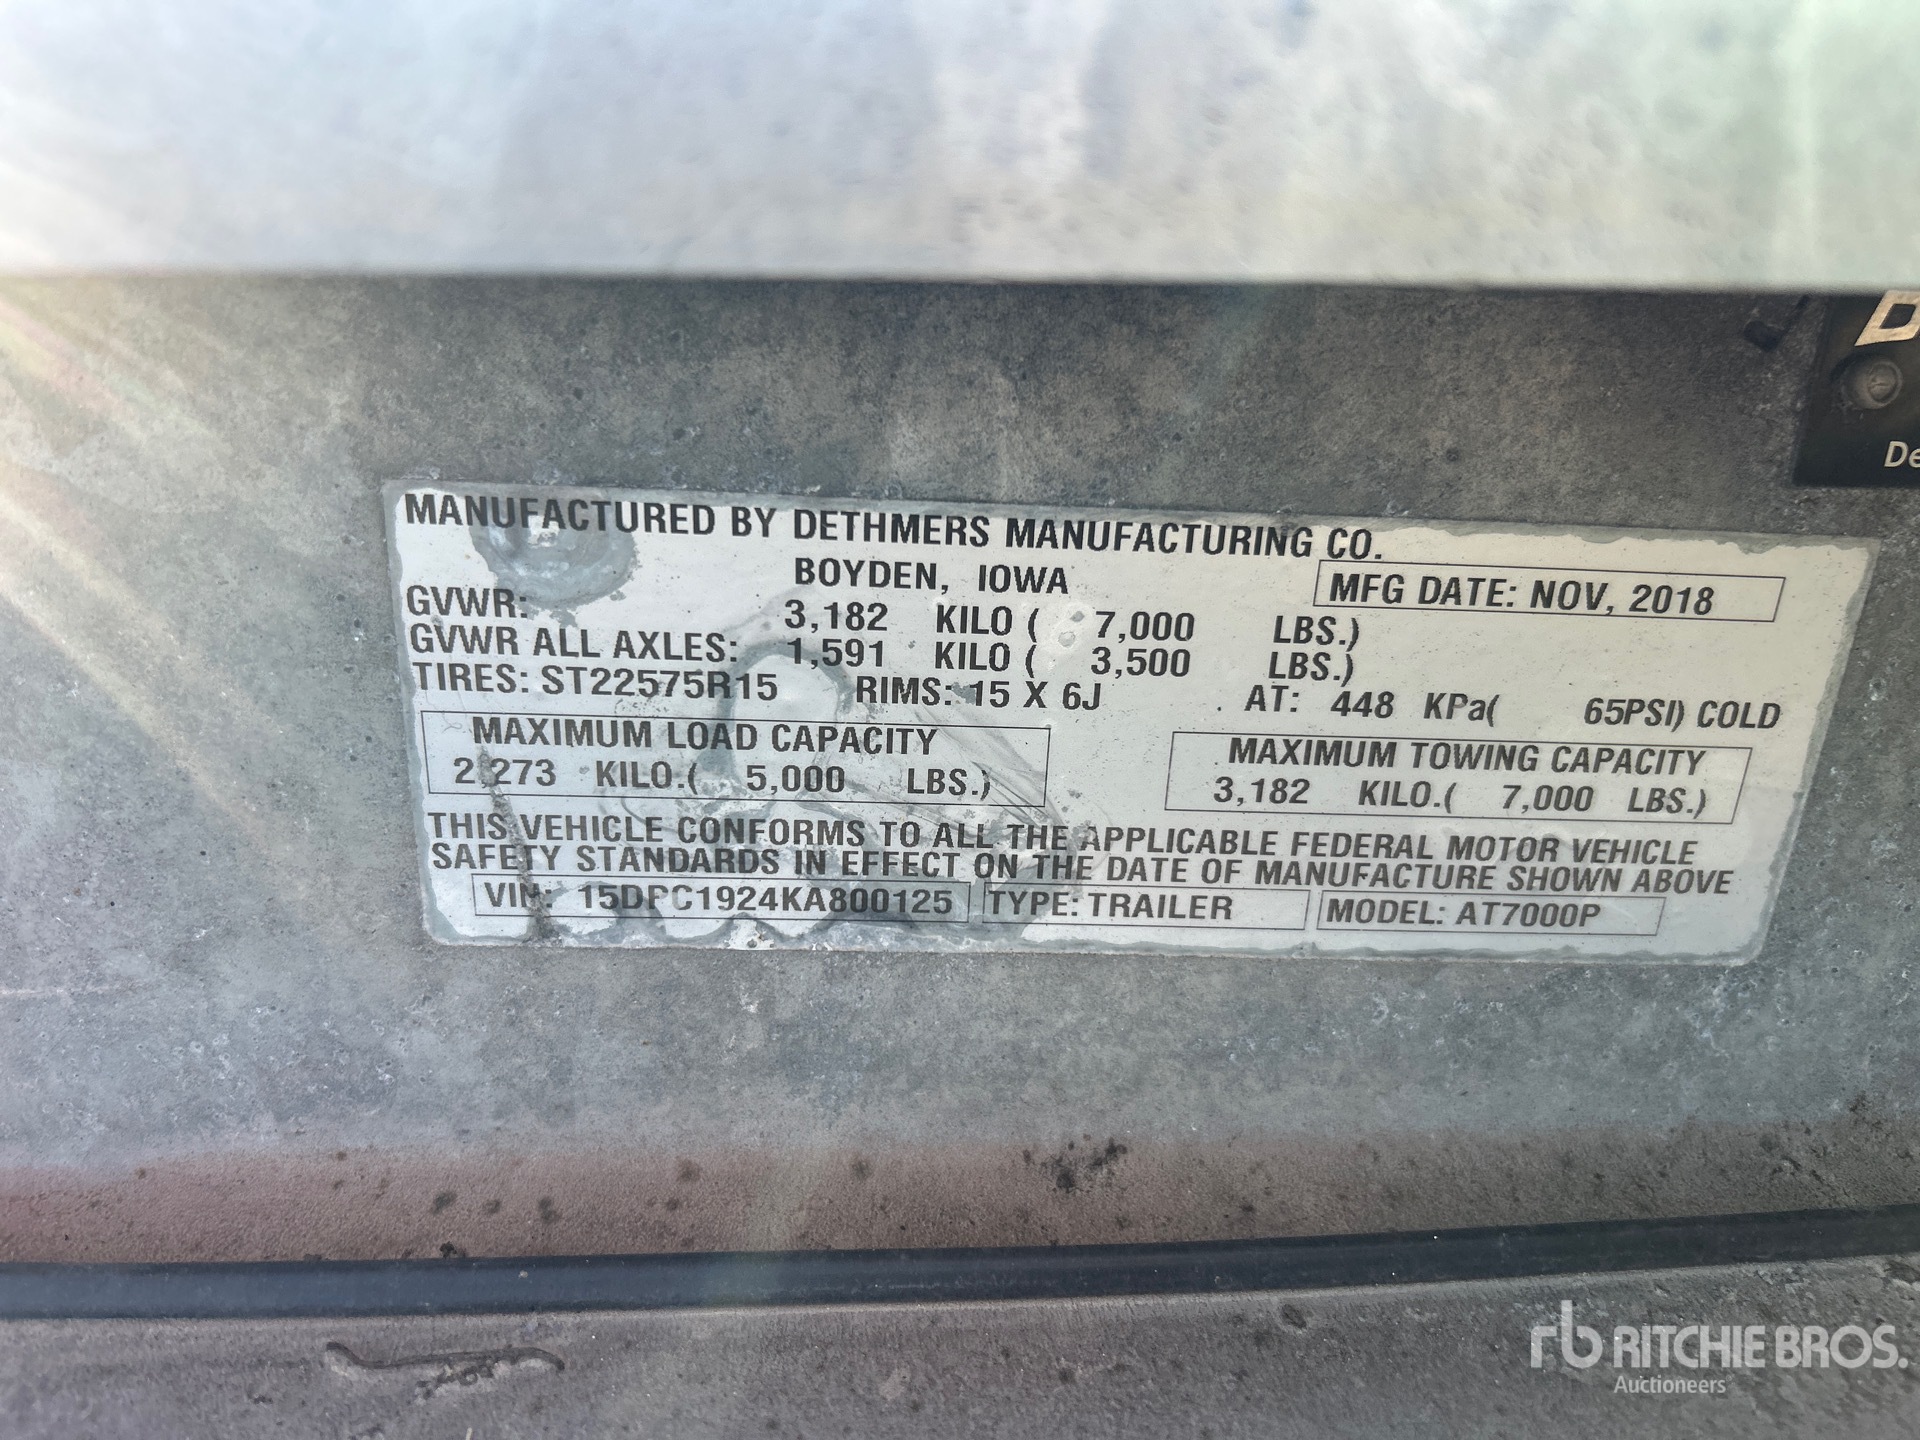 B
De
MANUFACTURED BY DETHMERS MANUFACTURING CO.
BOYDEN, IOWA
MFG DATE: NOV, 2018
GVWR: 3,182 KILO ( 7,000 LBS.)
GVWR ALL AXLES: 1,591 KILO ( 3,500 LBS.)
TIRES: ST22575R15 RIMS: 15 X 6J . AT: 448 KPa( 65PSI) COLD
MAXIMUM LOAD CAPACITY
2,273 KILO.( 5,000 LBS.)
MAXIMUM TOWING CAPACITY
3,182 KILO.( 7,000 LBS.)
THIS VEHICLE CONFORMS TO ALL THE APPLICABLE FEDERAL MOTOR VEHICLE
SAFETY STANDARDS IN EFFECT ON THE DATE OF MANUFACTURE SHOWN ABOVE
VIN: 15DPC1924KA800125 TYPE: TRAILER MODEL: AT7000P
rb RITCHIE BROS.
Auctioneers